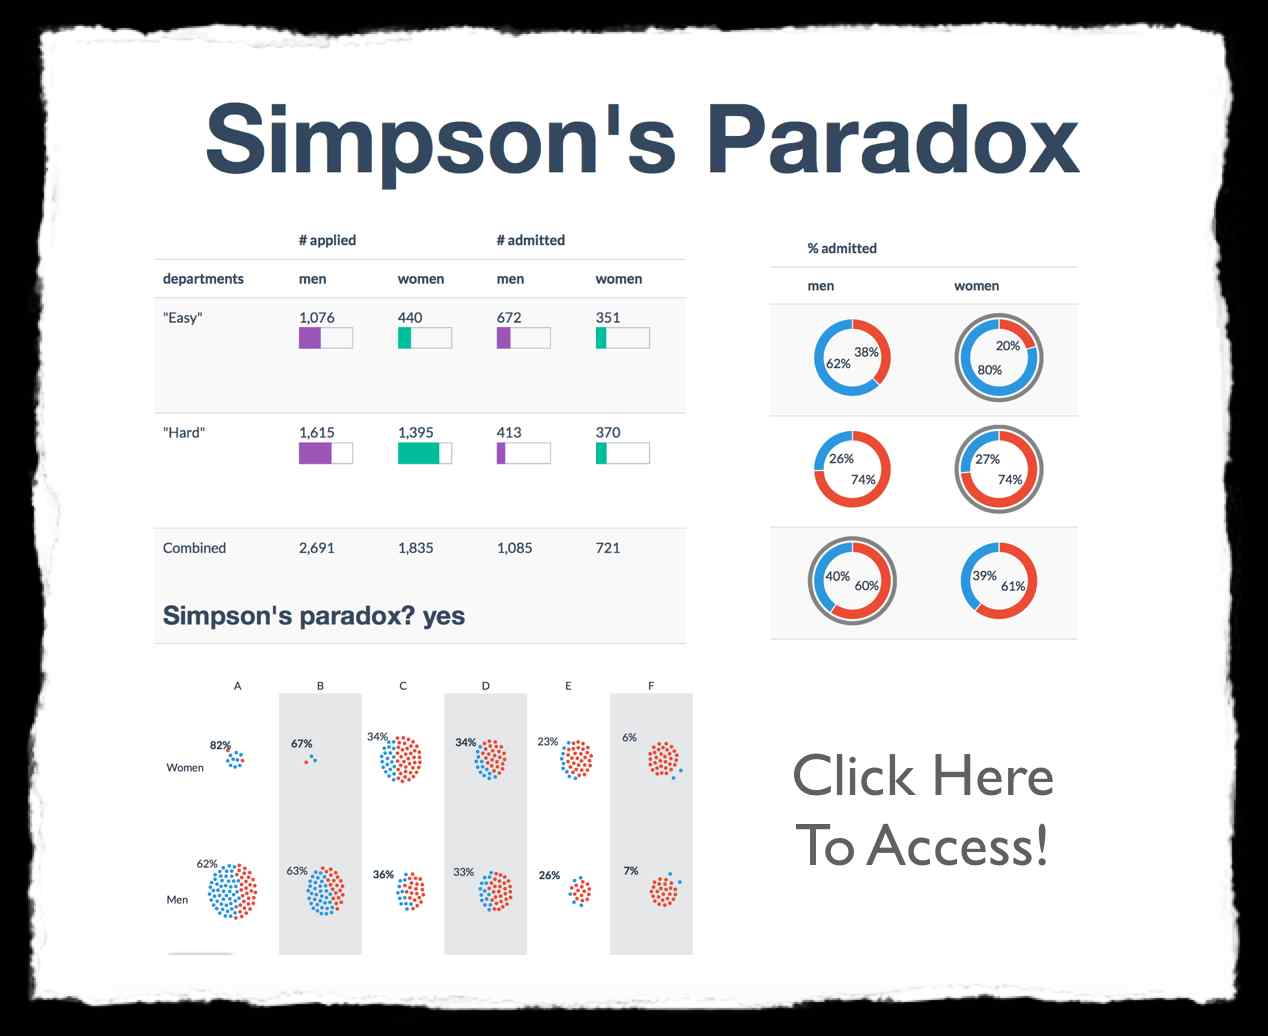 Simpson's Paradox
# applied # admitted
departments men women men women
"Easy" 1,076 440 672 351
"Hard" 1,615 1,395 413 370
Combined 2,691 1,835 1,085 721
Simpson's paradox? yes
% admitted
men women
38% 62% 20% 80%
26% 74% 27% 74%
40% 60% 39% 61%
A B C D E F
Women 82% 67% 34% 34% 23% 6%
Men 62% 63% 36% 33% 26% 7%
Click Here
To Access!